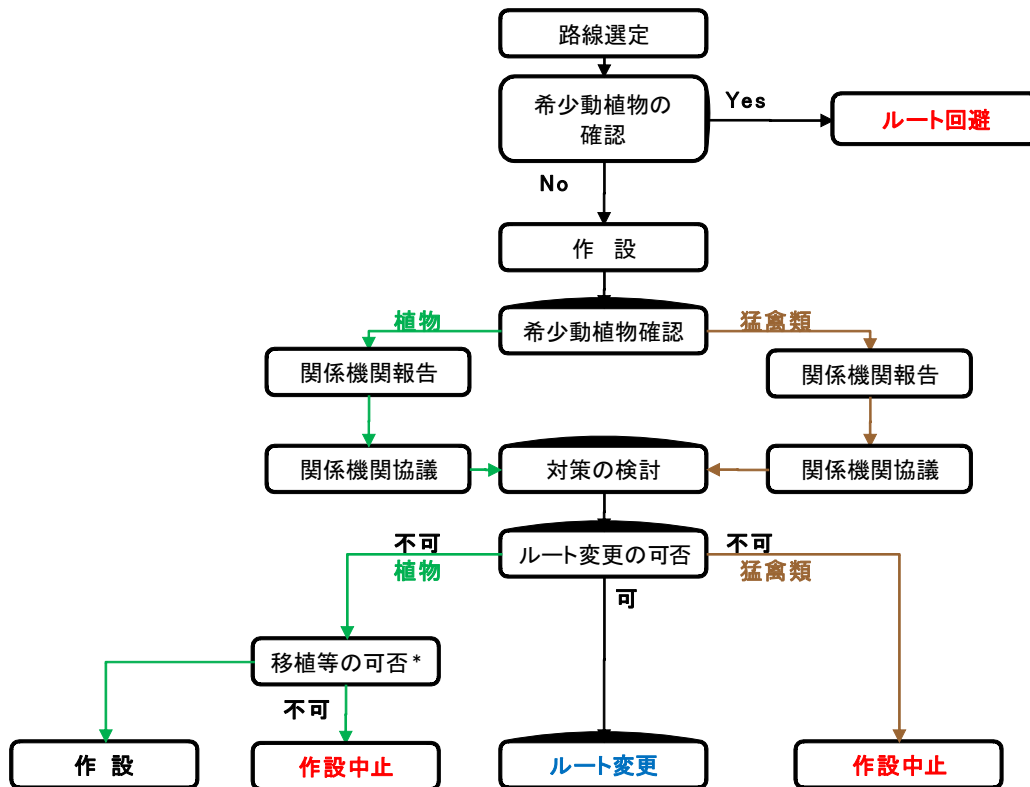 路線選定
希少動植物の
確認
Yes
ルート回避
No
作 設
希少動植物確認
植物
猛禽類
関係機関報告
関係機関報告
関係機関協議
対策の検討
関係機関協議
ルート変更の可否
不可
植物
不可
猛禽類
可
移植等の可否*
不可
作 設
作設中止
ルート変更
作設中止